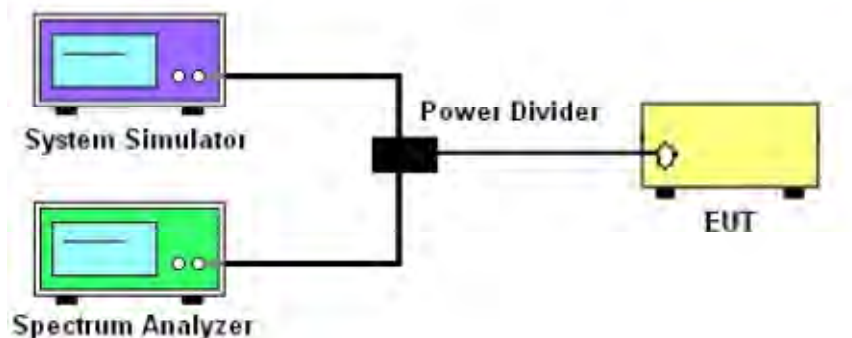 System Simulator
Power Divider
EUT
Spectrum Analyzer